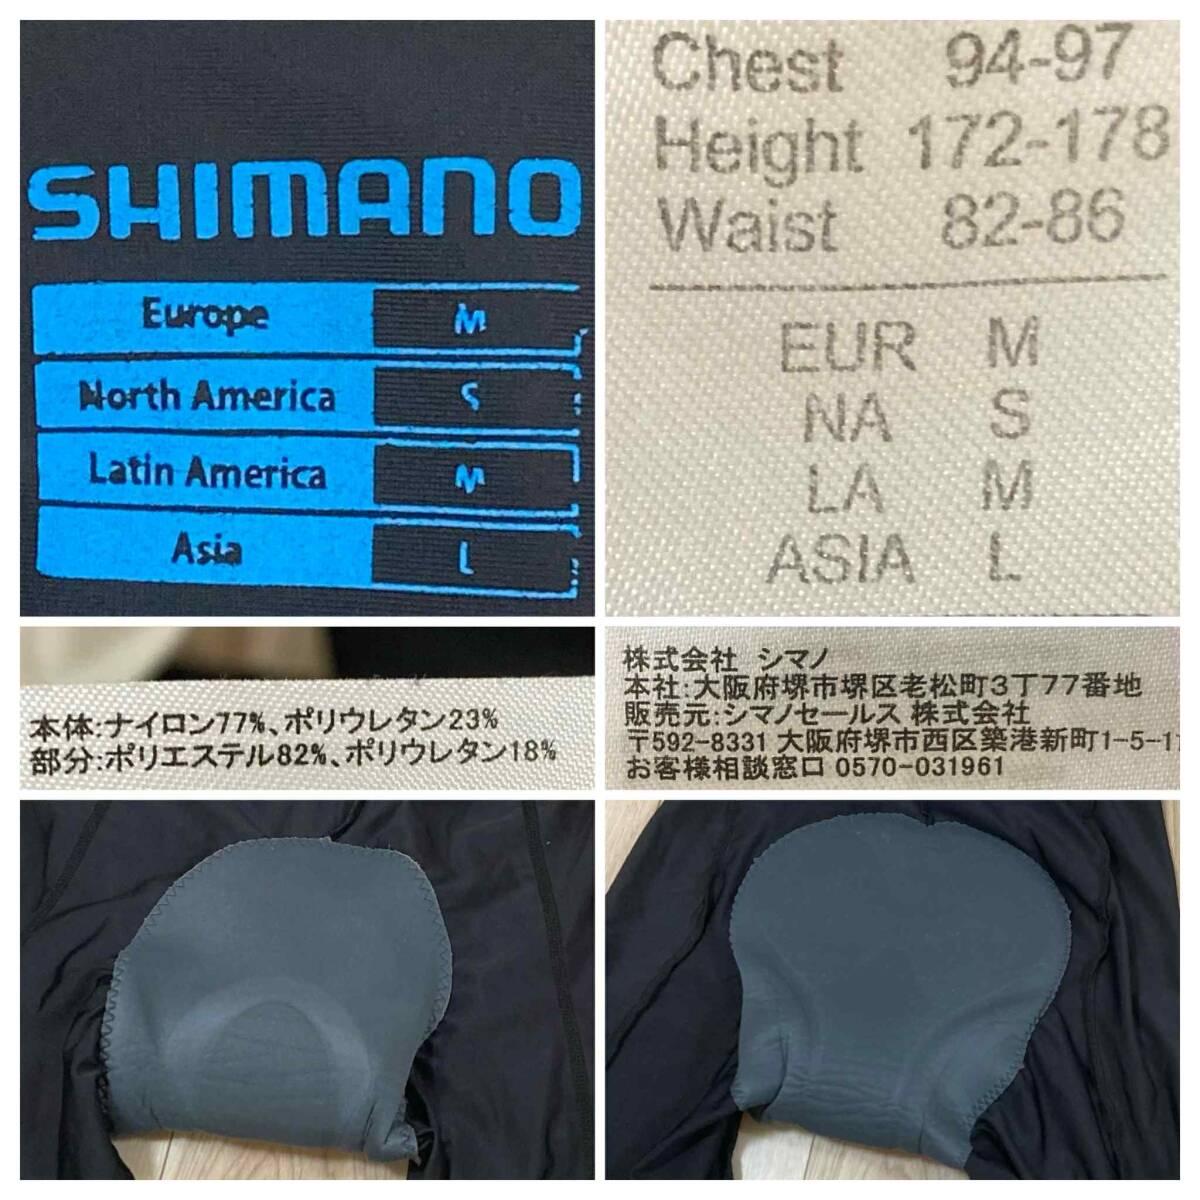 SHIMANO
Europe M
North America S
Latin America M
Asia L
Chest 94-97
Height 172-178
Waist 82-86
EUR M
NA S
LA M
ASIA L
本体:ナイロン77%、ポリウレタン23%
部分:ポリエステル82%、ポリウレタン18%
株式会社 シマノ
本社:大阪府堺市堺区老松町3丁77番地
販売元:シマノセールス 株式会社
〒592-8331 大阪府堺市西区築港新町1-5-1
お客様相談窓口 0570-031961